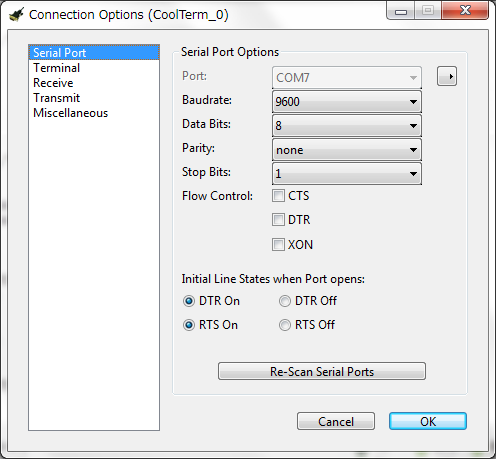 Connection Options (CoolTerm_0)
Serial Port
Terminal
Receive
Transmit
Miscellaneous
Serial Port Options
Port: COM7
Baudrate: 9600
Data Bits: 8
Parity: none
Stop Bits: 1
Flow Control: CTS
DTR
XON
Initial Line States when Port opens:
DTR On DTR Off
RTS On RTS Off
Re-Scan Serial Ports
Cancel OK